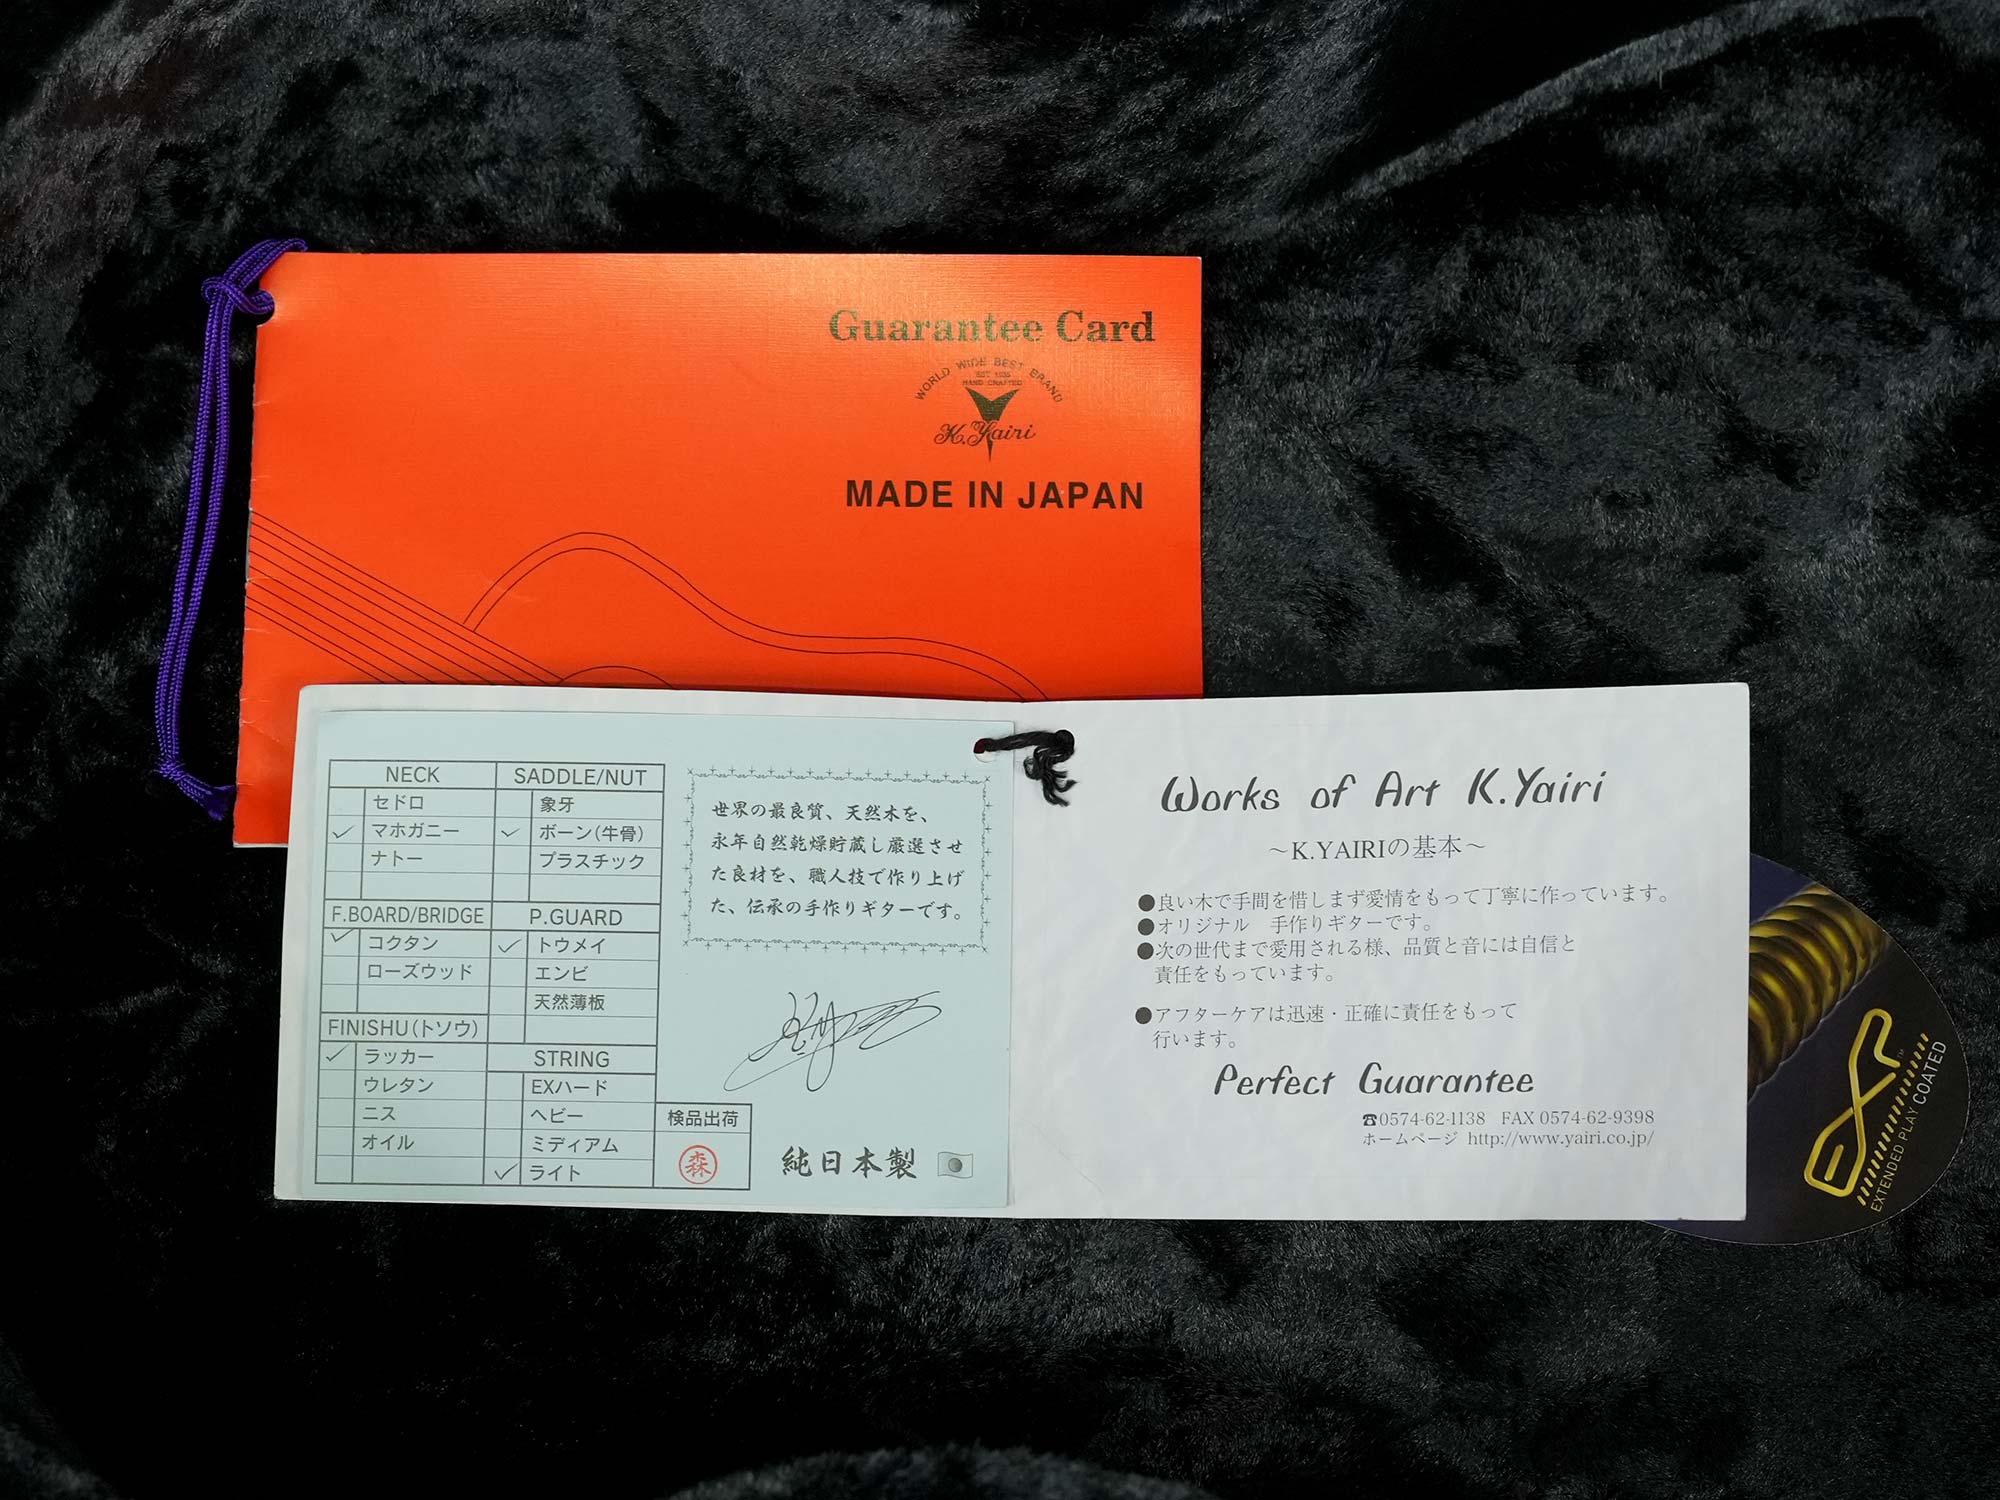 Guarantee Card
WORLD WIDE BEST BRAND
EST 1935
HAND CRAFTED
K.Yairi
MADE IN JAPAN
NECK
セドロ
マホガニー
ナトー
F.BOARD/BRIDGE
コクタン
ローズウッド
FINISHU(トソウ)
ラッカー
ウレタン
ニス
オイル
SADDLE/NUT
象牙
ボーン(牛骨)
プラスチック
P.GUARD
トウメイ
エンビ
天然薄板
STRING
EXハード
ヘビー
ミディアム
ライト
検品出荷
森
世界の最良質、天然木を、
永年自然乾燥貯蔵し厳選させ
た良材を、職人技で作り上げ
た、伝承の手作りギターです。
純日本製
Works of Art K.Yairi
～K.YAIRIの基本～
●良い木で手間を惜しまず愛情をもって丁寧に作っています。
●オリジナル 手作りギターです。
●次の世代まで愛用される様、品質と音には自信と
責任をもっています。
●アフターケアは迅速・正確に責任をもって
行います。
Perfect Guarantee
☎0574-62-1138 FAX 0574-62-9398
ホームページ http://www.yairi.co.jp/
EXP™
EXTENDED PLAY COATED